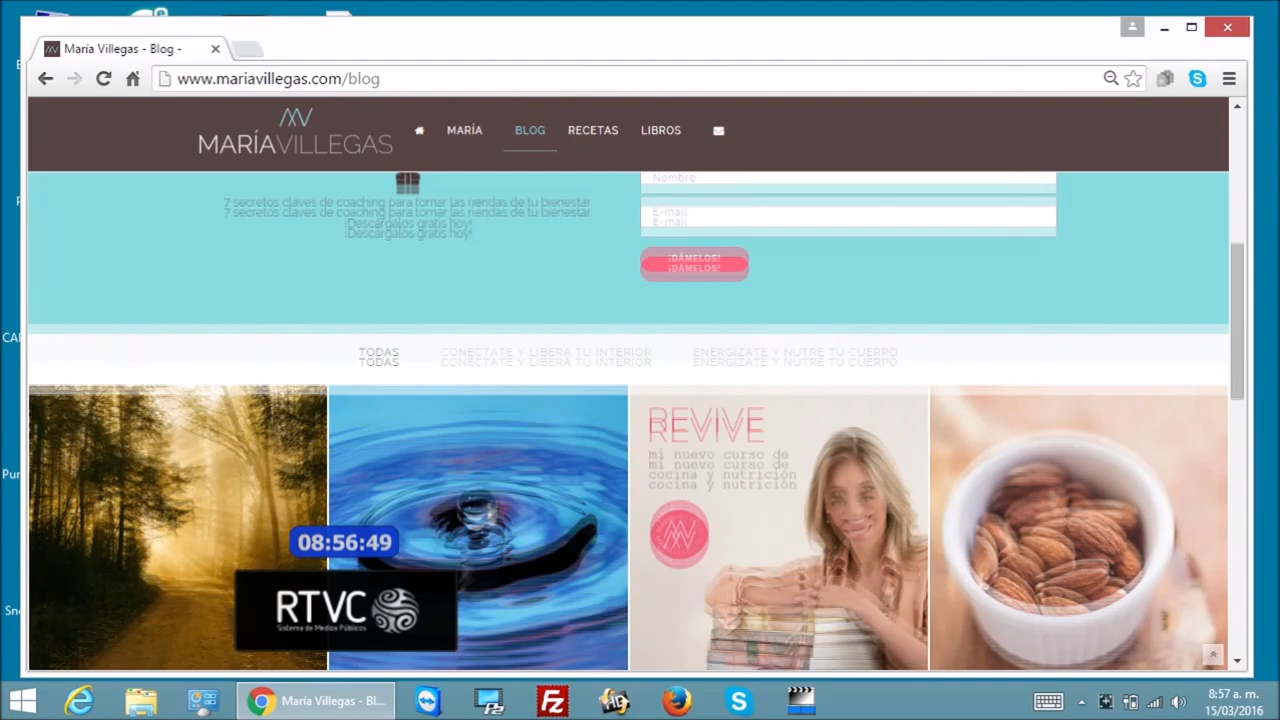 María Villegas - Blog -
www.mariavillegas.com/blog
MARÍAVILLEGAS
MARÍA
BLOG
RECETAS
LIBROS
7 secretos claves de coaching para tomar las riendas de tu bienestar
¡Descargalos gratis hoy!
Nombre
E-mail
¡DÁMELOS!
TODAS
CONECTATE Y LIBERA TU INTERIOR
ENERGIZATE Y NUTRE TU CUERPO
REVIVE
mi nuevo curso de
cocina y nutrición
08:56:49
RTVC
Sistema de Medios Públicos
María Villegas - Bl...
8:57 a. m.
15/03/2016